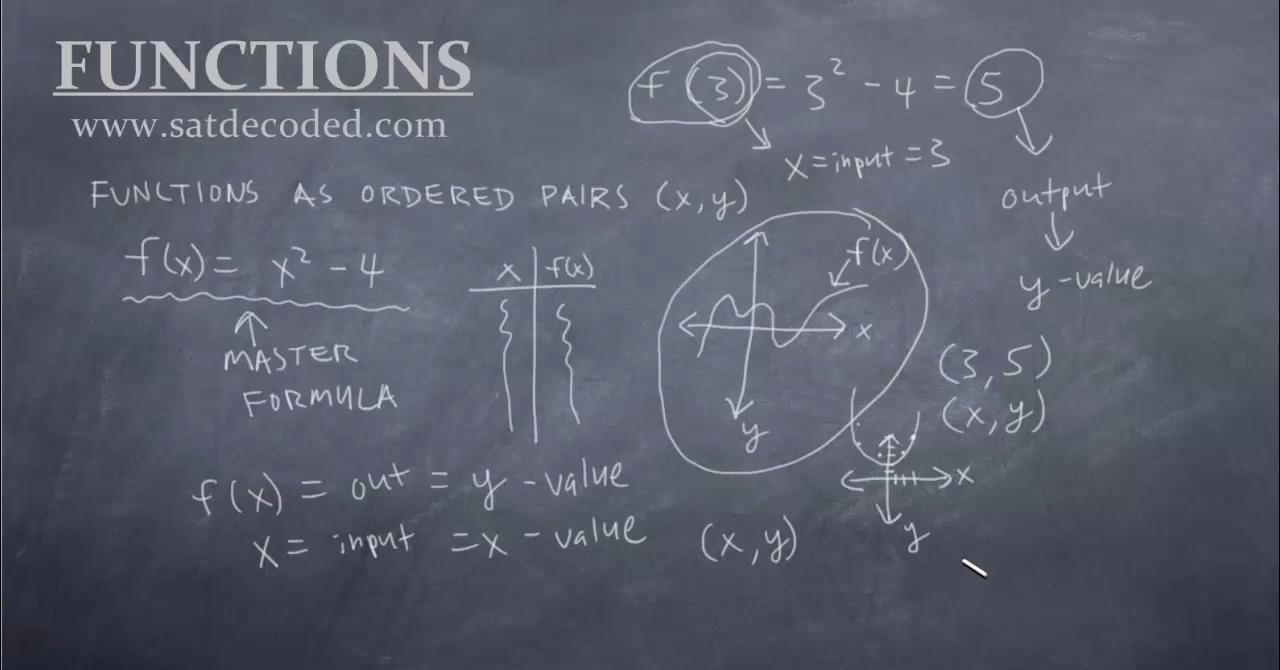 FUNCTIONS
www.satdecoded.com
f(3) = 3² - 4 = 5
x = input = 3
output
y-value
FUNCTIONS AS ORDERED PAIRS (x,y)
f(x) = x² - 4
MASTER
FORMULA
x f(x)
f(x)
x
y
(3,5)
(x,y)
x
y
f(x) = out = y-value
x = input = x-value (x,y)